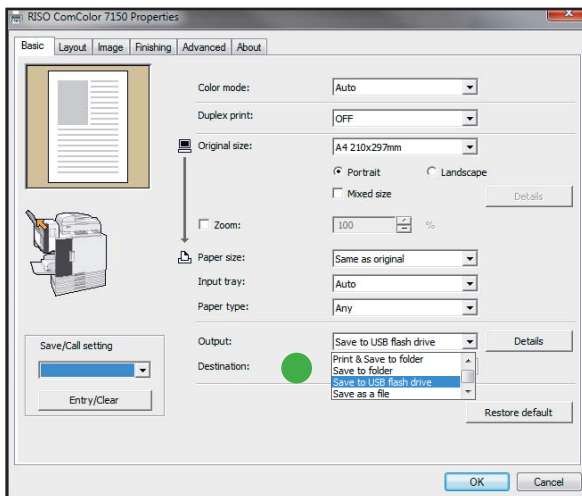 RISO ComColor 7150 Properties
Basic Layout Image Finishing Advanced About
Color mode: Auto
Duplex print: OFF
Original size: A4 210x297mm
Portrait Landscape
Mixed size Details
Zoom: 100 %
Paper size: Same as original
Input tray: Auto
Paper type: Any
Save/Call setting
Output: Save to USB flash drive Details
Print & Save to folder
Destination: Save to folder
Save to USB flash drive
Save as a file
Entry/Clear
Restore default
OK Cancel